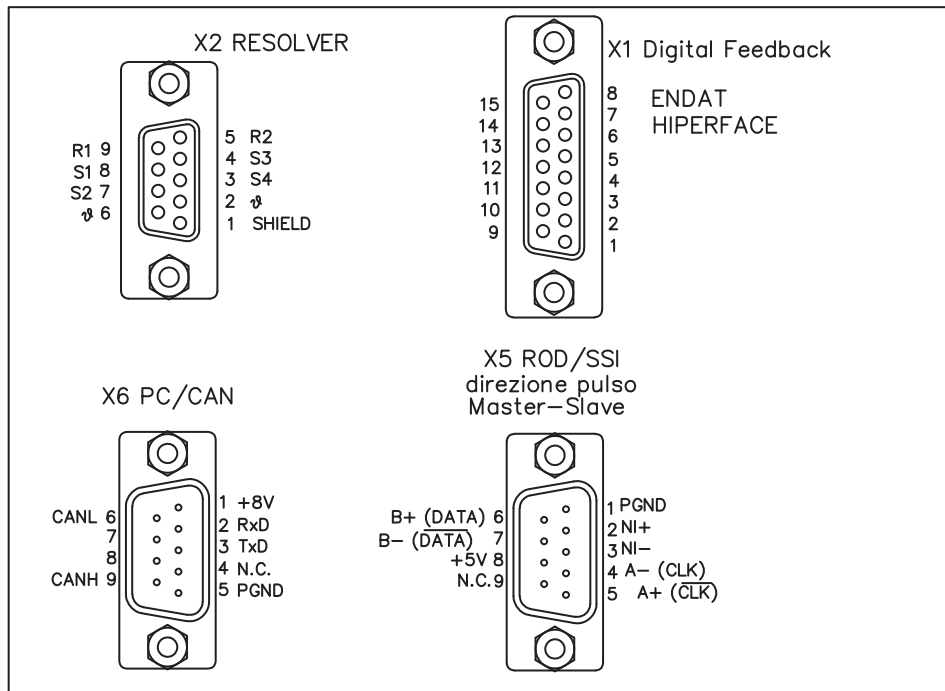 X2 RESOLVER
5 R2
R1 9
4 S3
S1 8
3 S4
S2 7
2 ϑ
ϑ 6
1 SHIELD
X1 Digital Feedback
ENDAT
HIPERFACE
8
15
7
14
6
13
5
12
4
11
3
10
2
9
1
X6 PC/CAN
1 +8V
CANL 6
2 RxD
7
3 TxD
8
4 N.C.
CANH 9
5 PGND
X5 ROD/SSI
direzione pulso
Master-Slave
1 PGND
B+ (DATA) 6
2 NI+
B- (D̅A̅T̅A̅) 7
3 NI-
+5V 8
4 A- (CLK)
N.C. 9
5 A+ (C̅L̅K̅)